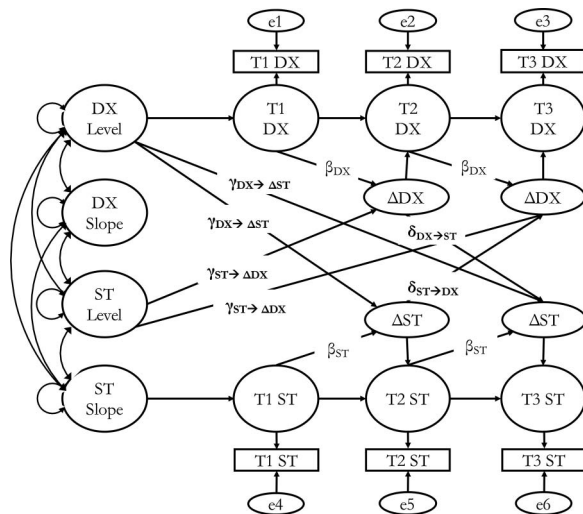 e1
e2
e3
T1 DX
T2 DX
T3 DX
DX
Level
T1
DX
T2
DX
T3
DX
βDX
βDX
γDX→ ΔST
ΔDX
ΔDX
DX
Slope
γDX→ ΔST
δDX→ST
γST→ ΔDX
ST
Level
δST→DX
γST→ ΔDX
ΔST
ΔST
βST
βST
ST
Slope
T1 ST
T2 ST
T3 ST
T1 ST
T2 ST
T3 ST
e4
e5
e6